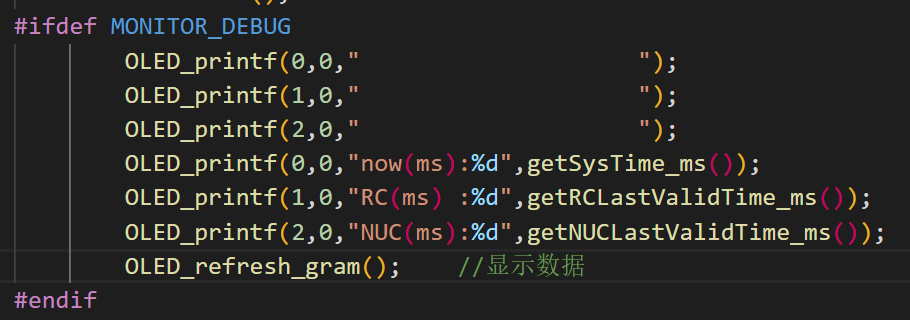 ();
#ifdef MONITOR_DEBUG
OLED_printf(0,0,"                    ");
OLED_printf(1,0,"                    ");
OLED_printf(2,0,"                    ");
OLED_printf(0,0,"now(ms):%d",getSysTime_ms());
OLED_printf(1,0,"RC(ms) :%d",getRCLastValidTime_ms());
OLED_printf(2,0,"NUC(ms):%d",getNUCLastValidTime_ms());
OLED_refresh_gram();    //显示数据
#endif